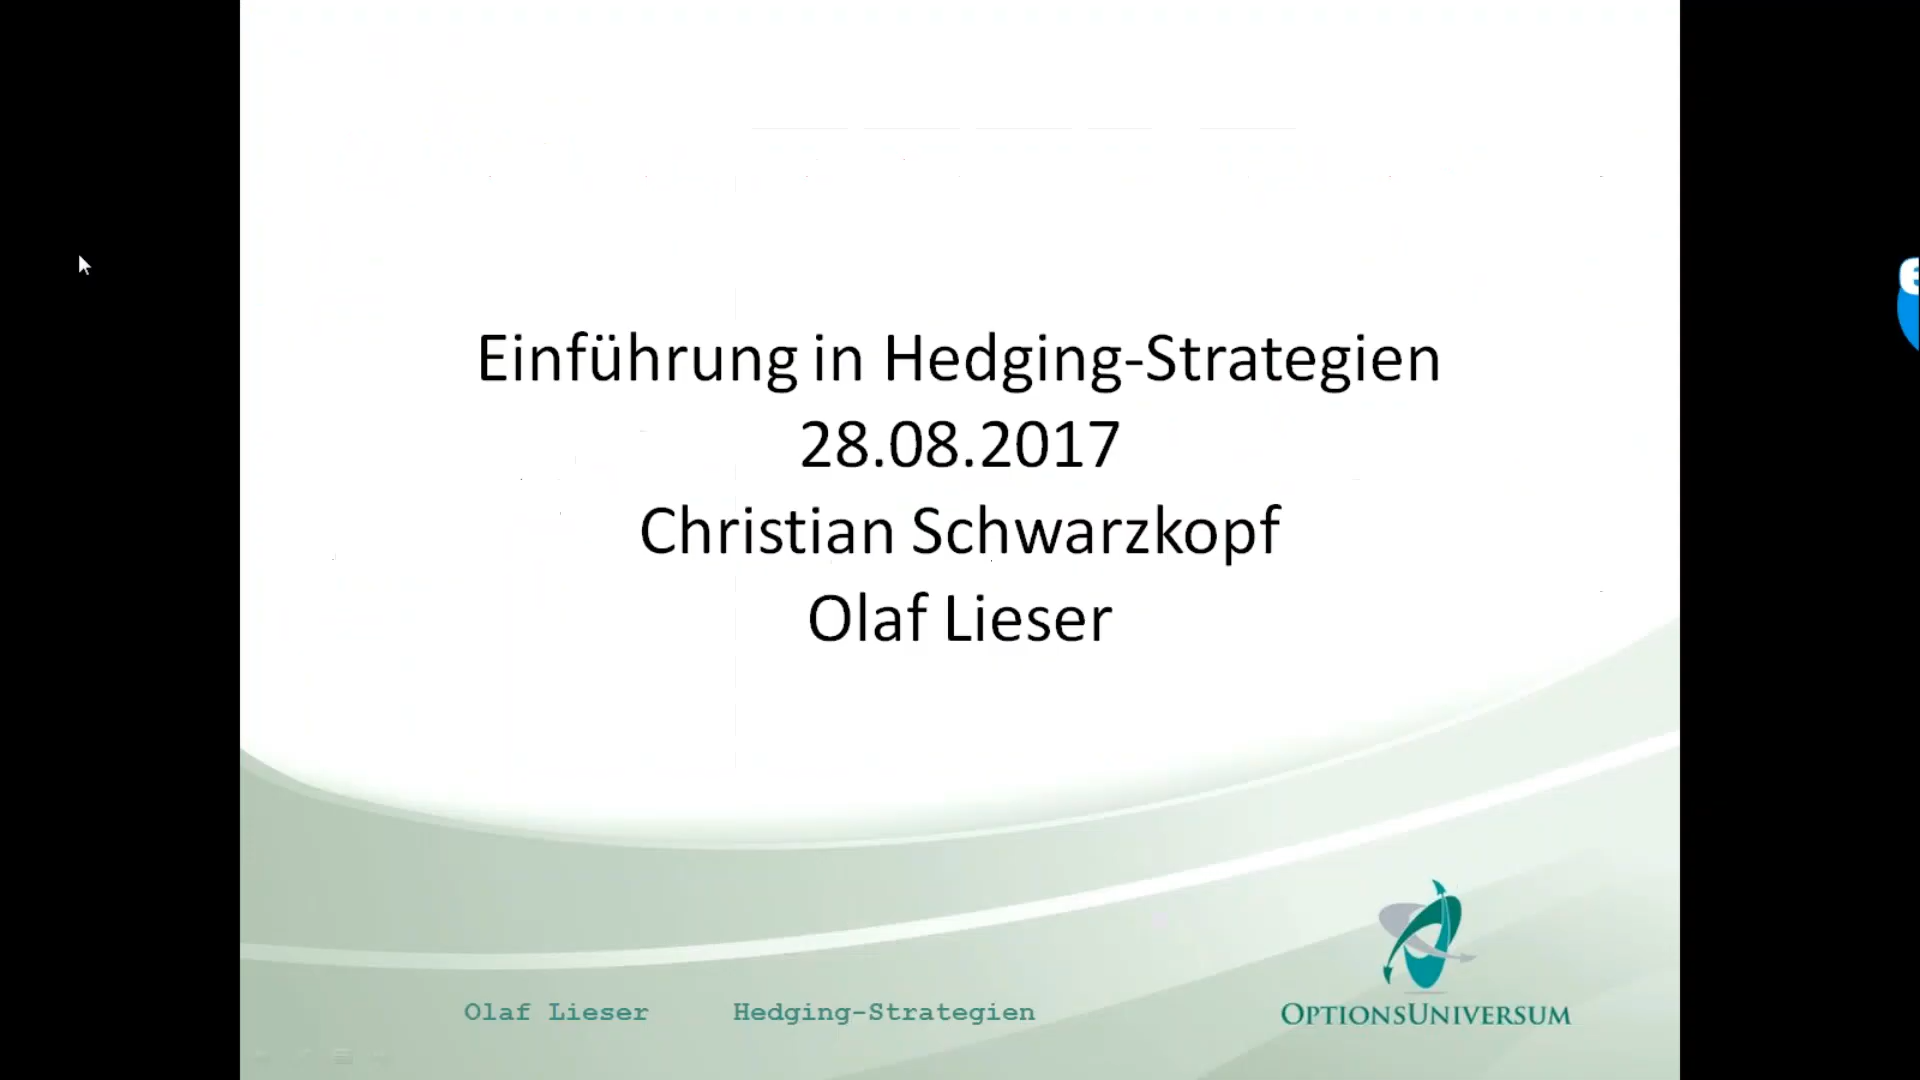 Einführung in Hedging-Strategien
28.08.2017
Christian Schwarzkopf
Olaf Lieser
Olaf Lieser Hedging-Strategien
OPTIONSUNIVERSUM